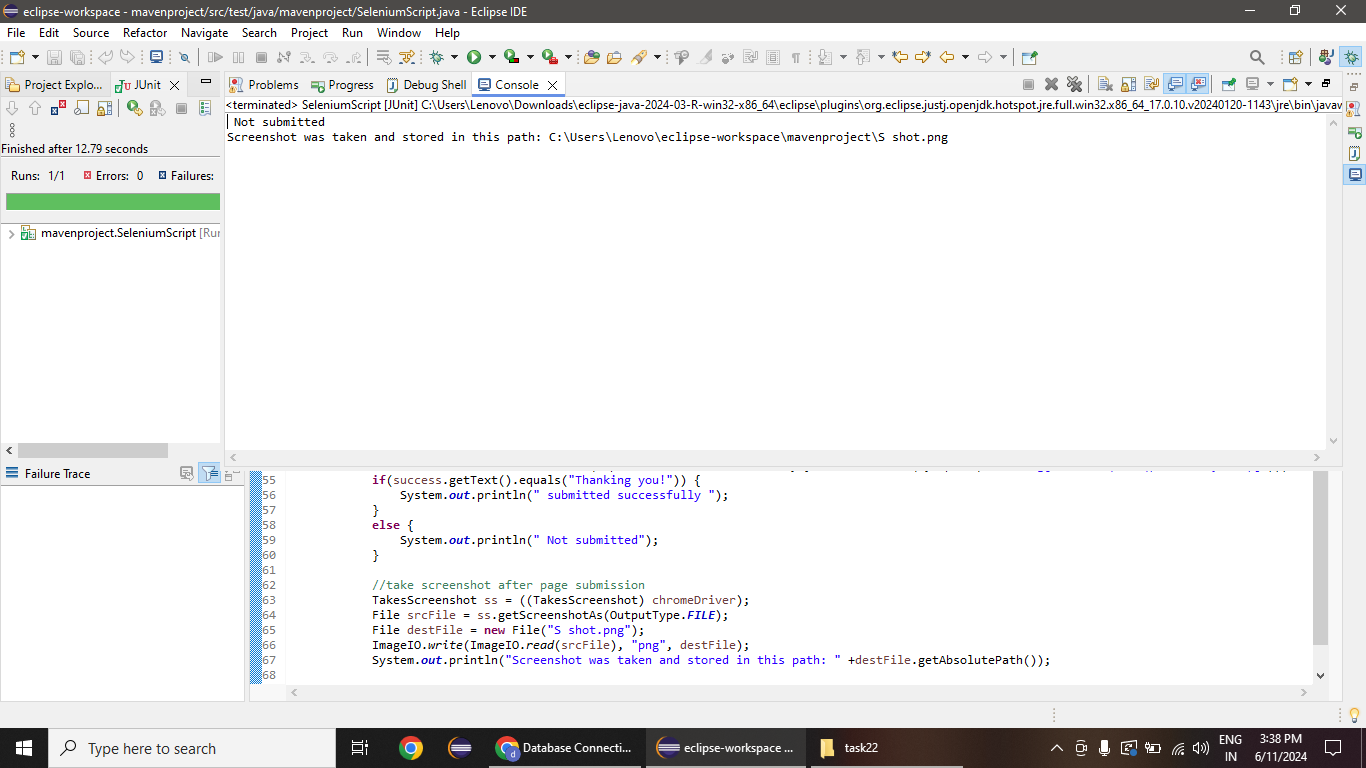 eclipse-workspace - mavenproject/src/test/java/mavenproject/SeleniumScript.java - Eclipse IDE
File Edit Source Refactor Navigate Search Project Run Window Help
Project Explo... JUnit
Problems Progress Debug Shell Console
<terminated> SeleniumScript [JUnit] C:\Users\Lenovo\Downloads\eclipse-java-2024-03-R-win32-x86_64\eclipse\plugins\org.eclipse.justj.openjdk.hotspot.jre.full.win32.x86_64_17.0.10.v20240120-1143\jre\bin\javaw
Not submitted
Screenshot was taken and stored in this path: C:\Users\Lenovo\eclipse-workspace\mavenproject\S shot.png
Finished after 12.79 seconds
Runs: 1/1 Errors: 0 Failures:
mavenproject.SeleniumScript [Rur
Failure Trace
55 if(success.getText().equals("Thanking you!")) {
56 System.out.println(" submitted successfully ");
57 }
58 else {
59 System.out.println(" Not submitted");
60 }
61
62 //take screenshot after page submission
63 TakesScreenshot ss = ((TakesScreenshot) chromeDriver);
64 File srcFile = ss.getScreenshotAs(OutputType.FILE);
65 File destFile = new File("S shot.png");
66 ImageIO.write(ImageIO.read(srcFile), "png", destFile);
67 System.out.println("Screenshot was taken and stored in this path: " +destFile.getAbsolutePath());
68
Type here to search
Database Connecti...
eclipse-workspace ...
task22
ENG
IN
3:38 PM
6/11/2024